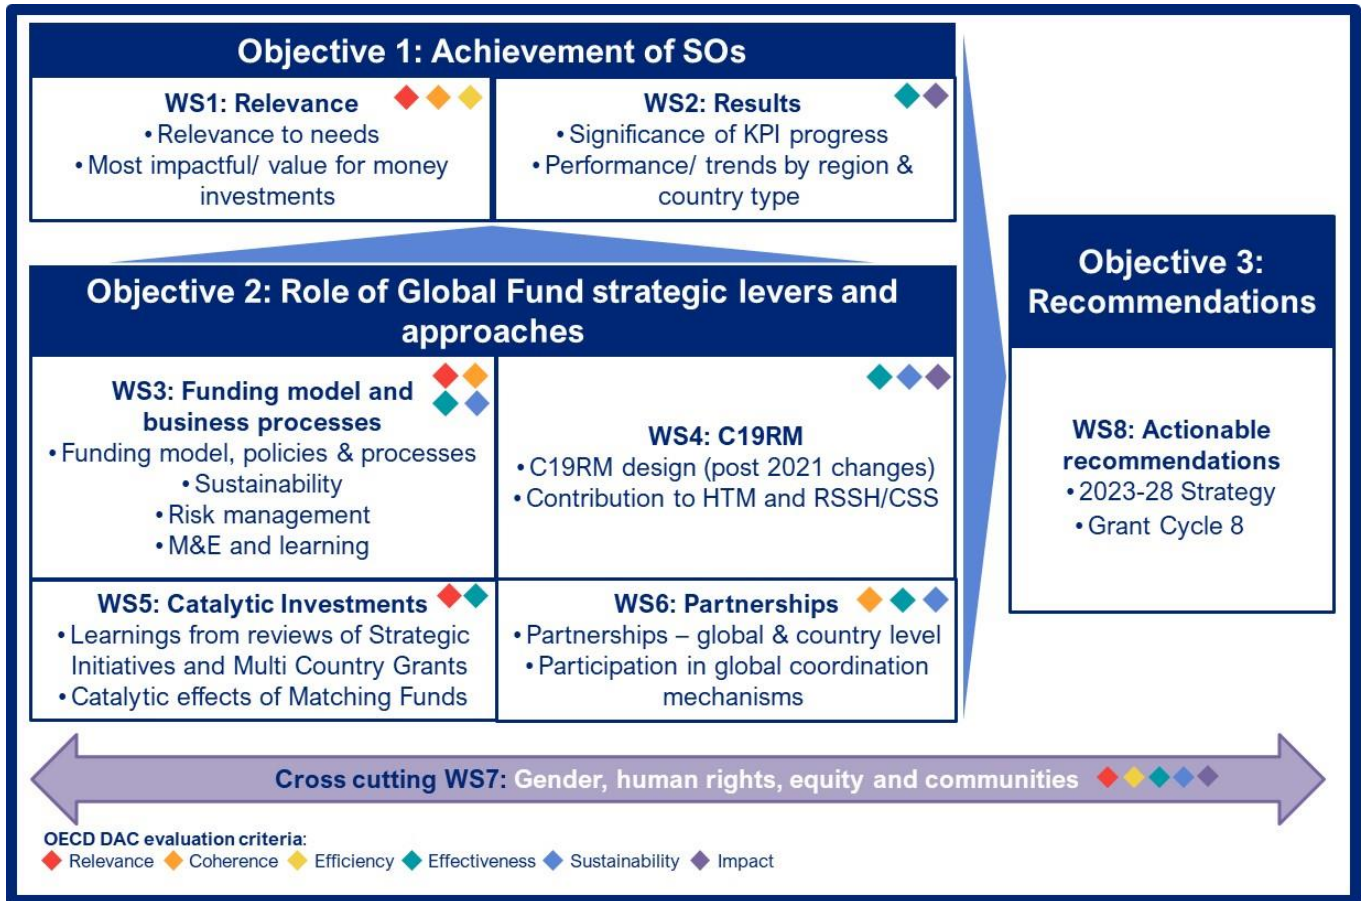 Objective 1: Achievement of SOs
WS1: Relevance
• Relevance to needs
• Most impactful/ value for money
investments
WS2: Results
• Significance of KPI progress
• Performance/ trends by region &
country type
Objective 2: Role of Global Fund strategic levers and
approaches
WS3: Funding model and
business processes
• Funding model, policies & processes
• Sustainability
• Risk management
• M&E and learning
WS4: C19RM
• C19RM design (post 2021 changes)
• Contribution to HTM and RSSH/CSS
WS5: Catalytic Investments
• Learnings from reviews of Strategic
Initiatives and Multi Country Grants
• Catalytic effects of Matching Funds
WS6: Partnerships
• Partnerships – global & country level
• Participation in global coordination
mechanisms
Objective 3:
Recommendations
WS8: Actionable
recommendations
• 2023-28 Strategy
• Grant Cycle 8
Cross cutting WS7: Gender, human rights, equity and communities
OECD DAC evaluation criteria:
Relevance Coherence Efficiency Effectiveness Sustainability Impact